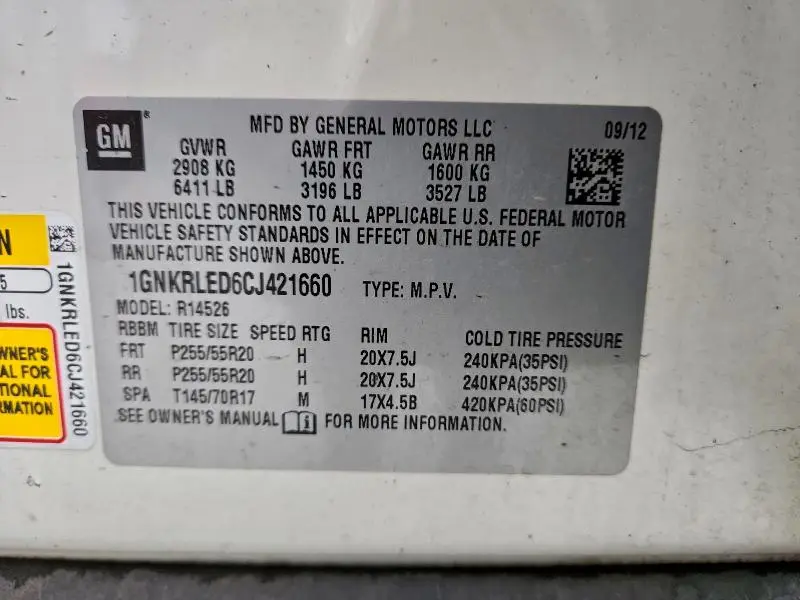 GM
®
MFD BY GENERAL MOTORS LLC 09/12
GVWR GAWR FRT GAWR RR
2908 KG 1450 KG 1600 KG
6411 LB 3196 LB 3527 LB
THIS VEHICLE CONFORMS TO ALL APPLICABLE U.S. FEDERAL MOTOR
VEHICLE SAFETY STANDARDS IN EFFECT ON THE DATE OF
MANUFACTURE SHOWN ABOVE.
1GNKRLED6CJ421660 TYPE: M.P.V.
MODEL: R14526
RBBM TIRE SIZE SPEED RTG RIM COLD TIRE PRESSURE
FRT P255/55R20 H 20X7.5J 240KPA(35PSI)
RR P255/55R20 H 20X7.5J 240KPA(35PSI)
SPA T145/70R17 M 17X4.5B 420KPA(60PSI)
SEE OWNER'S MANUAL i FOR MORE INFORMATION.
N
5
lbs.
WNER'S
AL FOR
TIONAL
RMATION
1GNKRLED6CJ421660